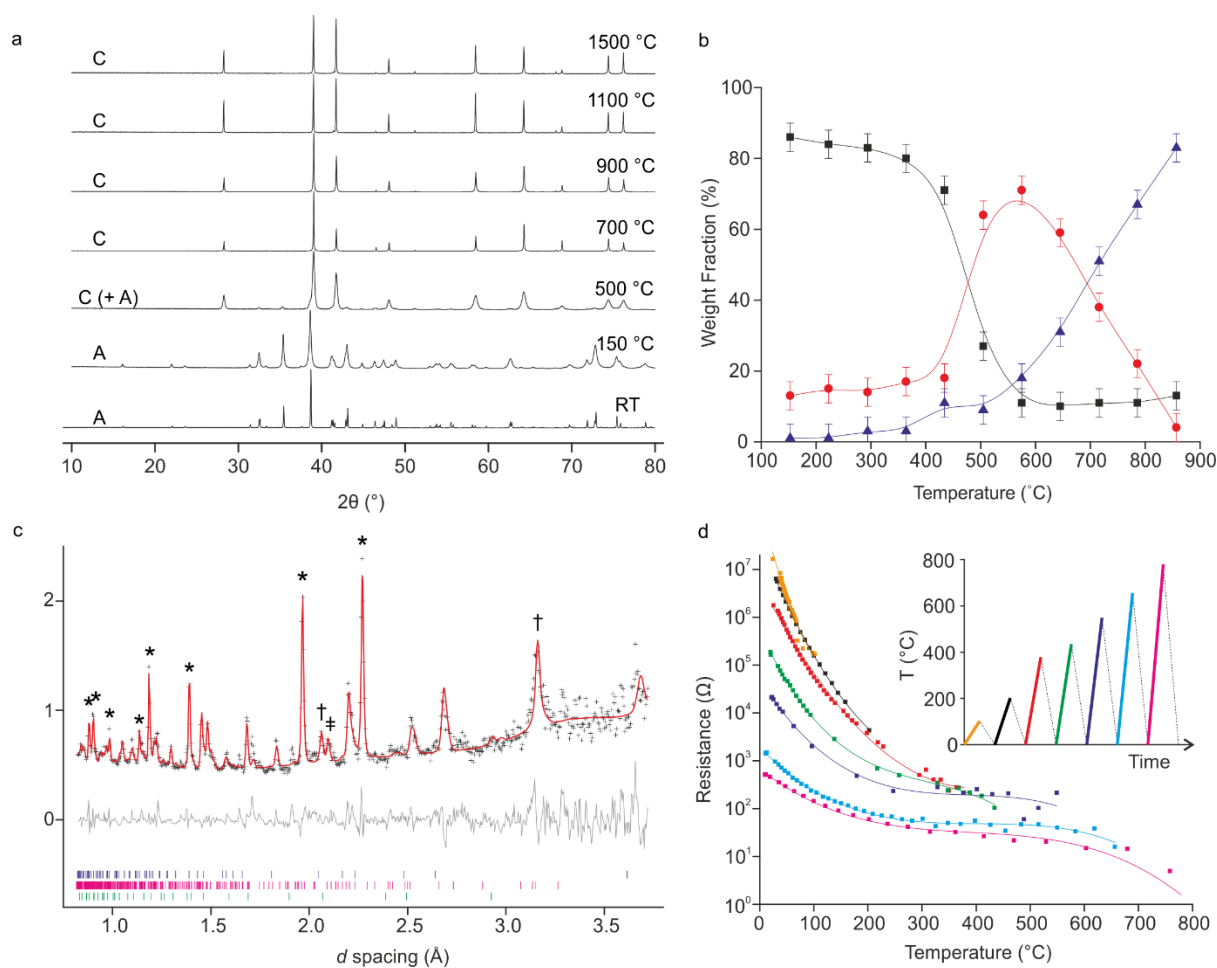 a
C 1500 °C
C 1100 °C
C 900 °C
C 700 °C
C (+ A) 500 °C
A 150 °C
A RT
10 20 30 40 50 60 70 80
2θ (°)
b
100
80
60
40
20
0
Weight Fraction (%)
100 200 300 400 500 600 700 800 900
Temperature (˚C)
c
2
1
0
* * * * * * * † ‡ * †
1.0 1.5 2.0 2.5 3.0 3.5
d spacing (Å)
d
10⁷
10⁶
10⁵
10⁴
10³
10²
10¹
10⁰
Resistance (Ω)
0 100 200 300 400 500 600 700 800
Temperature (°C)
800
600
400
200
0
T (°C)
Time